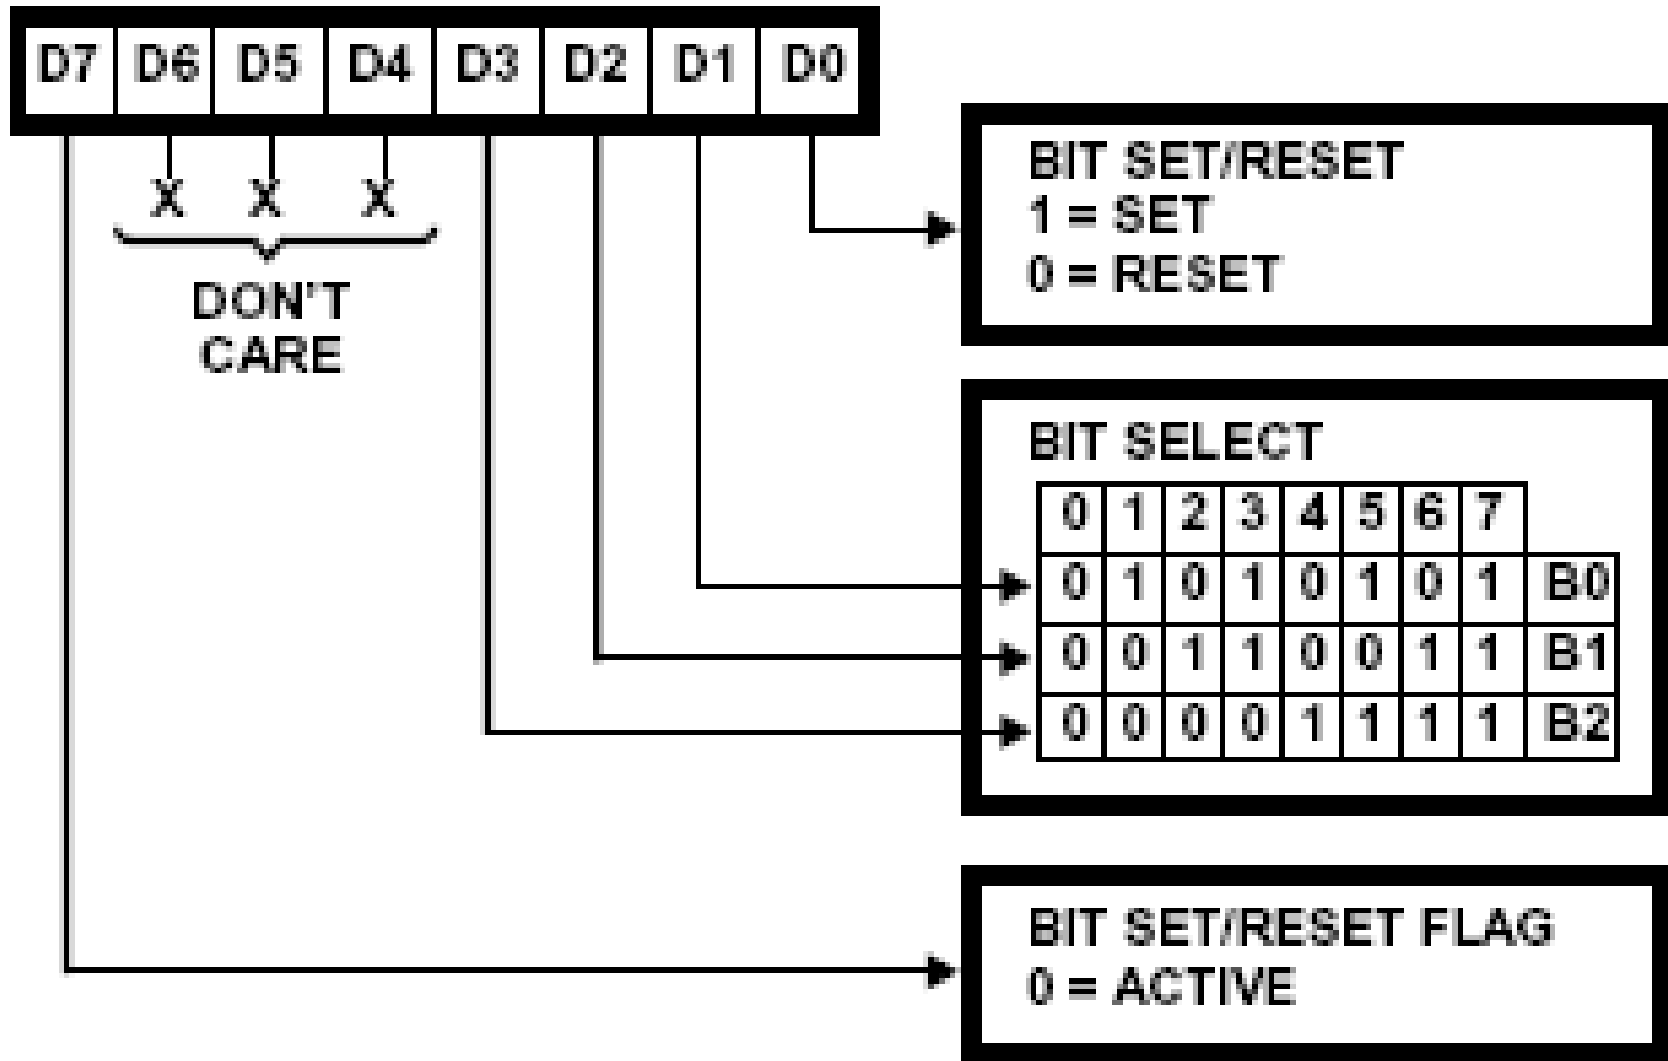 D7 D6 D5 D4 D3 D2 D1 D0
X X X
DON'T
CARE
BIT SET/RESET
1 = SET
0 = RESET
BIT SELECT
0 1 2 3 4 5 6 7
0 1 0 1 0 1 0 1 B0
0 0 1 1 0 0 1 1 B1
0 0 0 0 1 1 1 1 B2
BIT SET/RESET FLAG
0 = ACTIVE